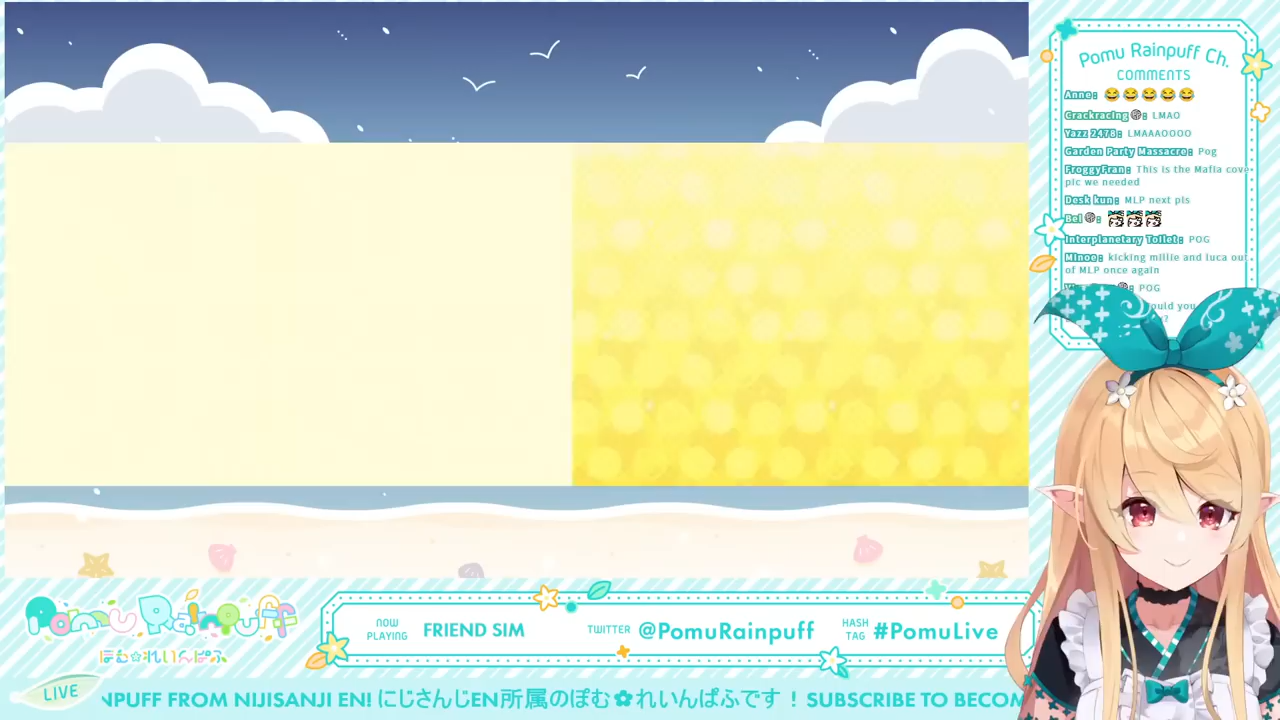 Pomu Rainpuff Ch.
COMMENTS
Anne: 😂😂😂😂😂
Crackracing: LMAO
Yazz 2478: LMAAAOOOO
Garden Party Massacre: Pog
FroggyFran: This is the Mafia cove
pic we needed
Desk kun: MLP next pls
Bel:
Interplanetary Toilet: POG
Minoe: kicking millie and luca out
of MLP once again
: POG
ould you
Pomu Rainpuff
ぽむ✿れいんぱふ
NOW
PLAYING
FRIEND SIM
TWITTER
@PomuRainpuff
HASH
TAG
#PomuLive
LIVE
NPUFF FROM NIJISANJI EN! にじさんじEN所属のぽむ✿れいんぱふです！ SUBSCRIBE TO BECOM